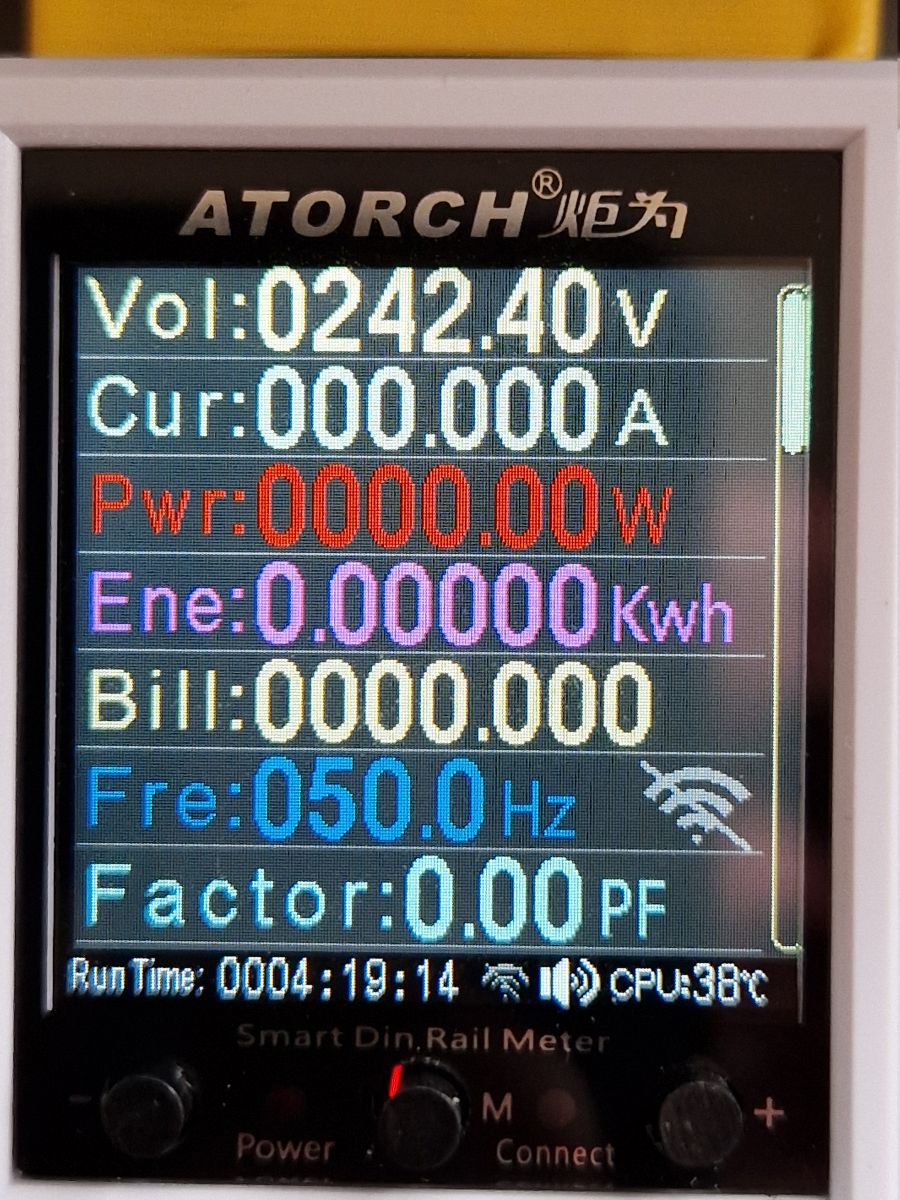 ATORCH® 炬为
Vol:0242.40V
Cur:000.000A
Pwr:0000.00W
Ene:0.00000Kwh
Bill:0000.000
Fre:050.0Hz
Factor:0.00PF
Run Time: 0004:19:14 CPU:38℃
Smart Din Rail Meter
- M +
Power Connect